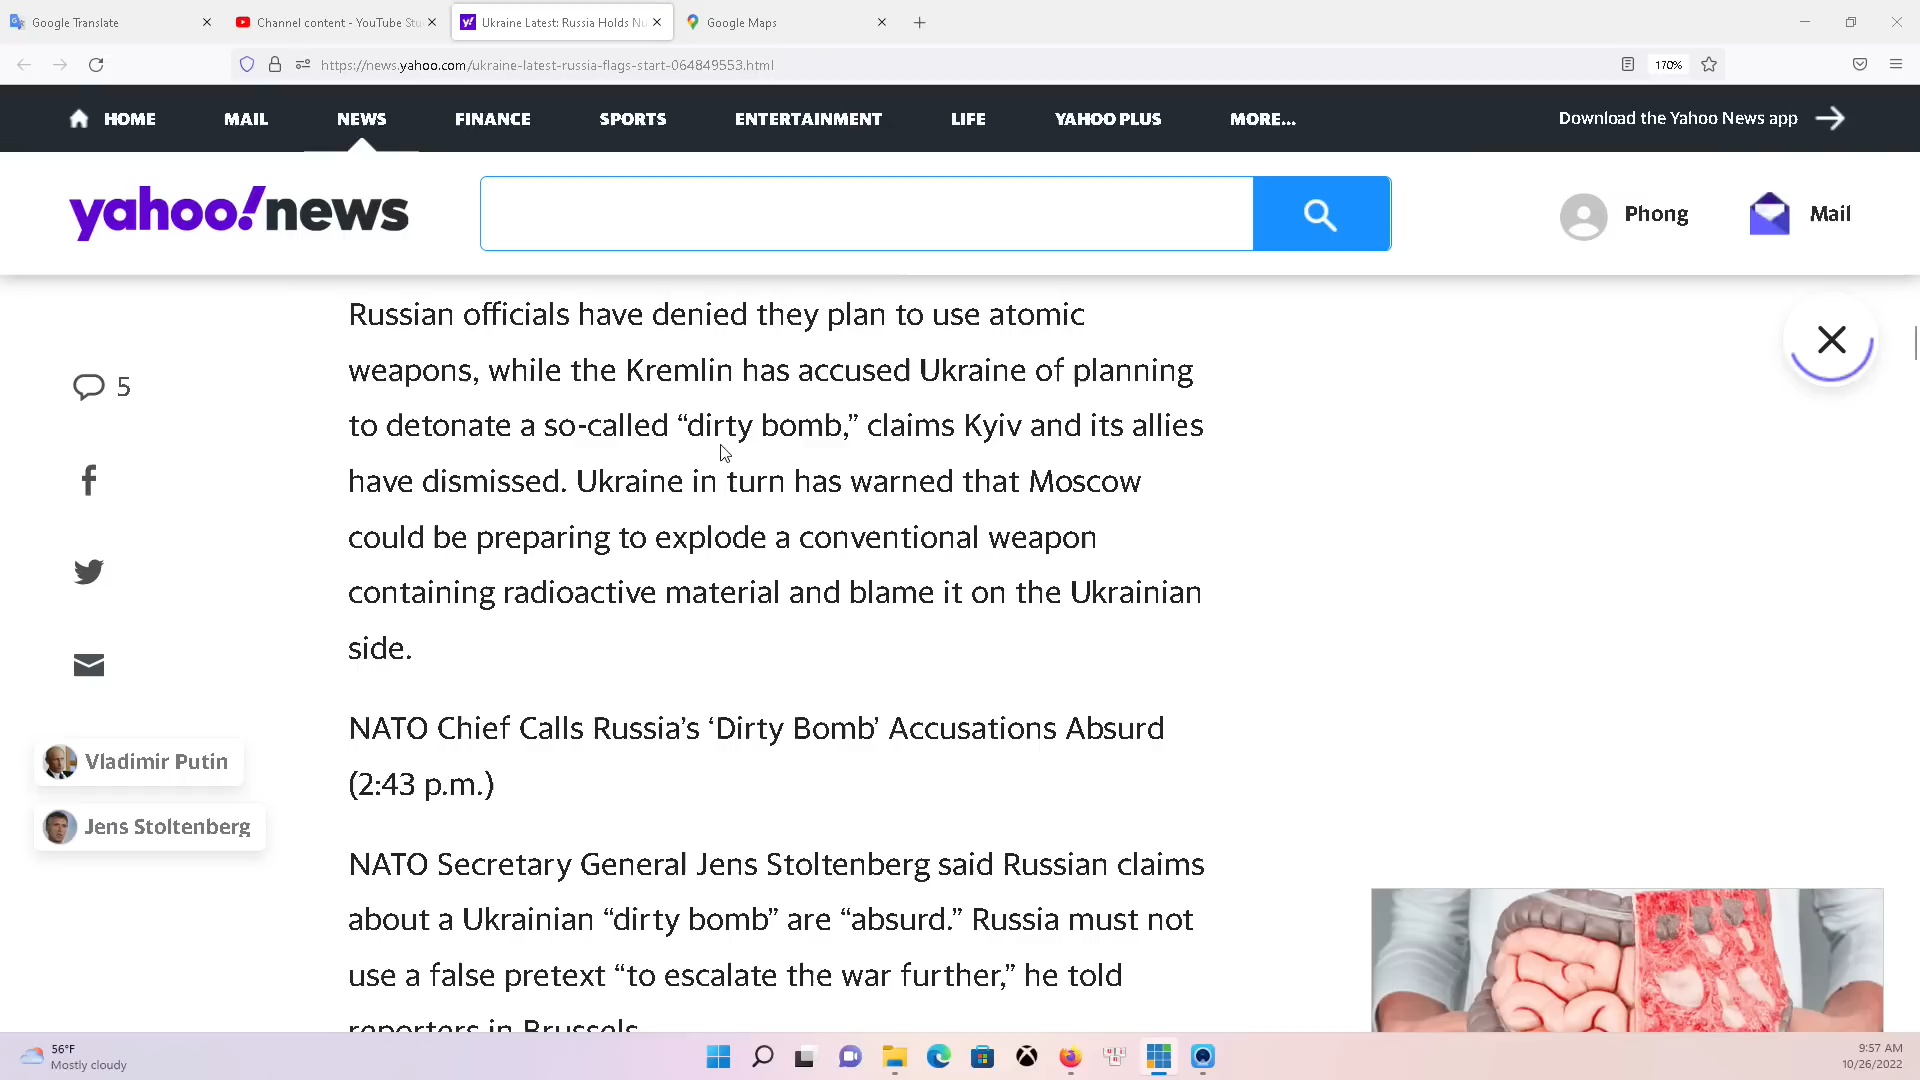 Google Translate
Channel content - YouTube Stu
Ukraine Latest: Russia Holds Nu
Google Maps
https://news.yahoo.com/ukraine-latest-russia-flags-start-064849553.html
170%
HOME MAIL NEWS FINANCE SPORTS ENTERTAINMENT LIFE YAHOO PLUS MORE... Download the Yahoo News app
yahoo!news
Phong
Mail
Russian officials have denied they plan to use atomic
weapons, while the Kremlin has accused Ukraine of planning
to detonate a so-called “dirty bomb,” claims Kyiv and its allies
have dismissed. Ukraine in turn has warned that Moscow
could be preparing to explode a conventional weapon
containing radioactive material and blame it on the Ukrainian
side.
5
NATO Chief Calls Russia’s ‘Dirty Bomb’ Accusations Absurd
(2:43 p.m.)
Vladimir Putin
Jens Stoltenberg
NATO Secretary General Jens Stoltenberg said Russian claims
about a Ukrainian “dirty bomb” are “absurd.” Russia must not
use a false pretext “to escalate the war further,” he told
reporters in Brussels
56°F
Mostly cloudy
9:57 AM
10/26/2022